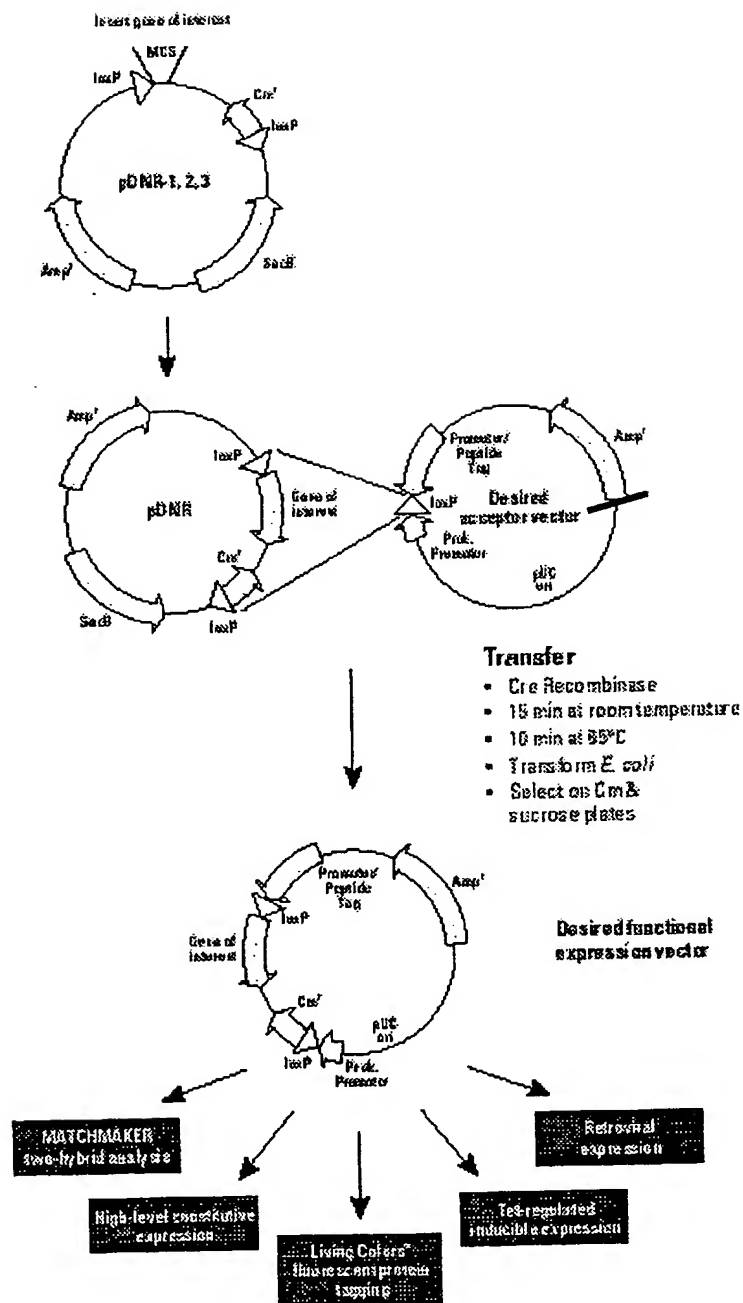 Insert gene of interest
MCS
loxP
Cmʳ
loxP
pDNR-1, 2, 3
Ampʳ
SacB
Ampʳ
loxP
Gene of
interest
pDNR
Cmʳ
SacB
loxP
Promoter/
Peptide
Tag
Ampʳ
loxP
Desired
acceptor vector
Prok.
Promoter
pUC
ori
Transfer
• Cre Recombinase
• 15 min at room temperature
• 10 min at 65°C
• Transform E. coli
• Select on Cm &
sucrose plates
Promoter/
Peptide
Tag
Ampʳ
loxP
Gene of
interest
Desired functional
expression vector
Cmʳ
pUC
ori
loxP
Prok.
Promoter
MATCHMAKER
two-hybrid analysis
Retroviral
expression
High-level constitutive
expression
Tet-regulated
inducible expression
Living Colors™
fluorescent protein
tagging